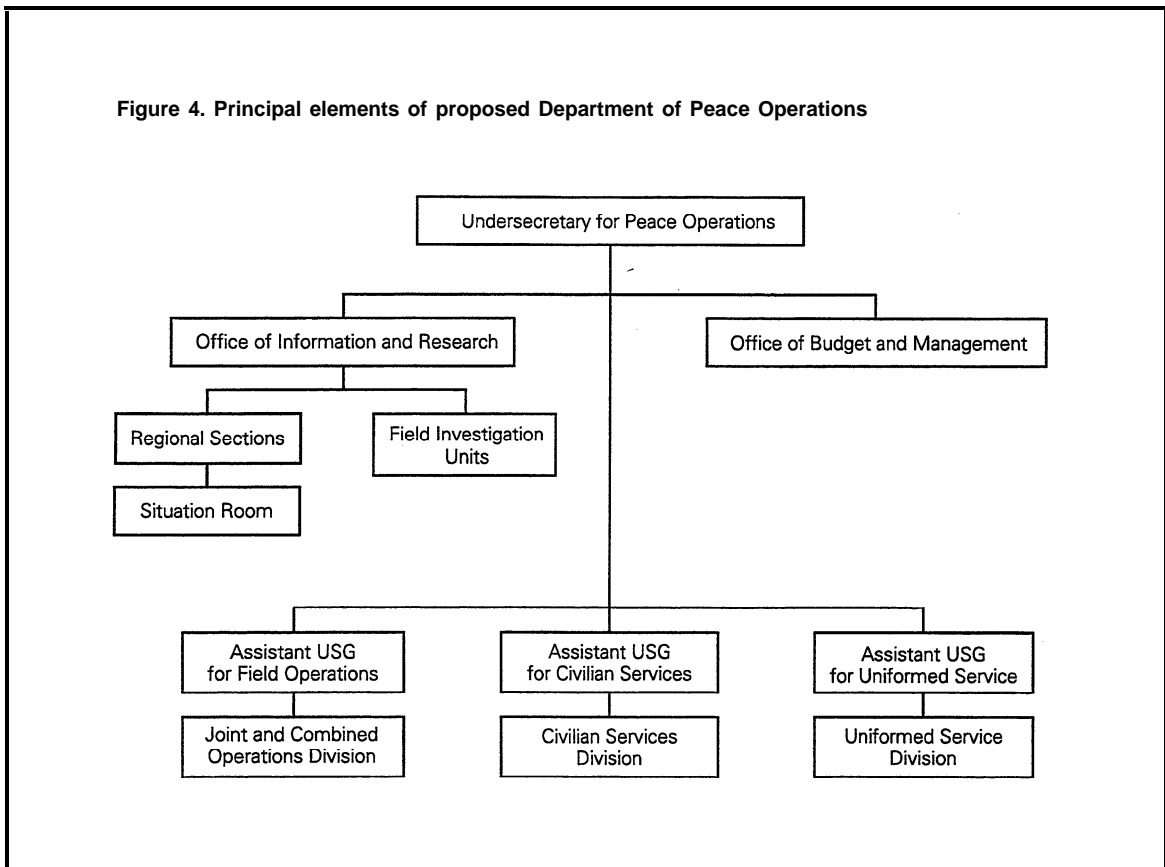 Figure 4. Principal elements of proposed Department of Peace Operations
Undersecretary for Peace Operations
Office of Information and Research
Office of Budget and Management
Regional Sections
Field Investigation
Units
Situation Room
Assistant USG
for Field Operations
Assistant USG
for Civilian Services
Assistant USG
for Uniformed Service
Joint and Combined
Operations Division
Civilian Services
Division
Uniformed Service
Division